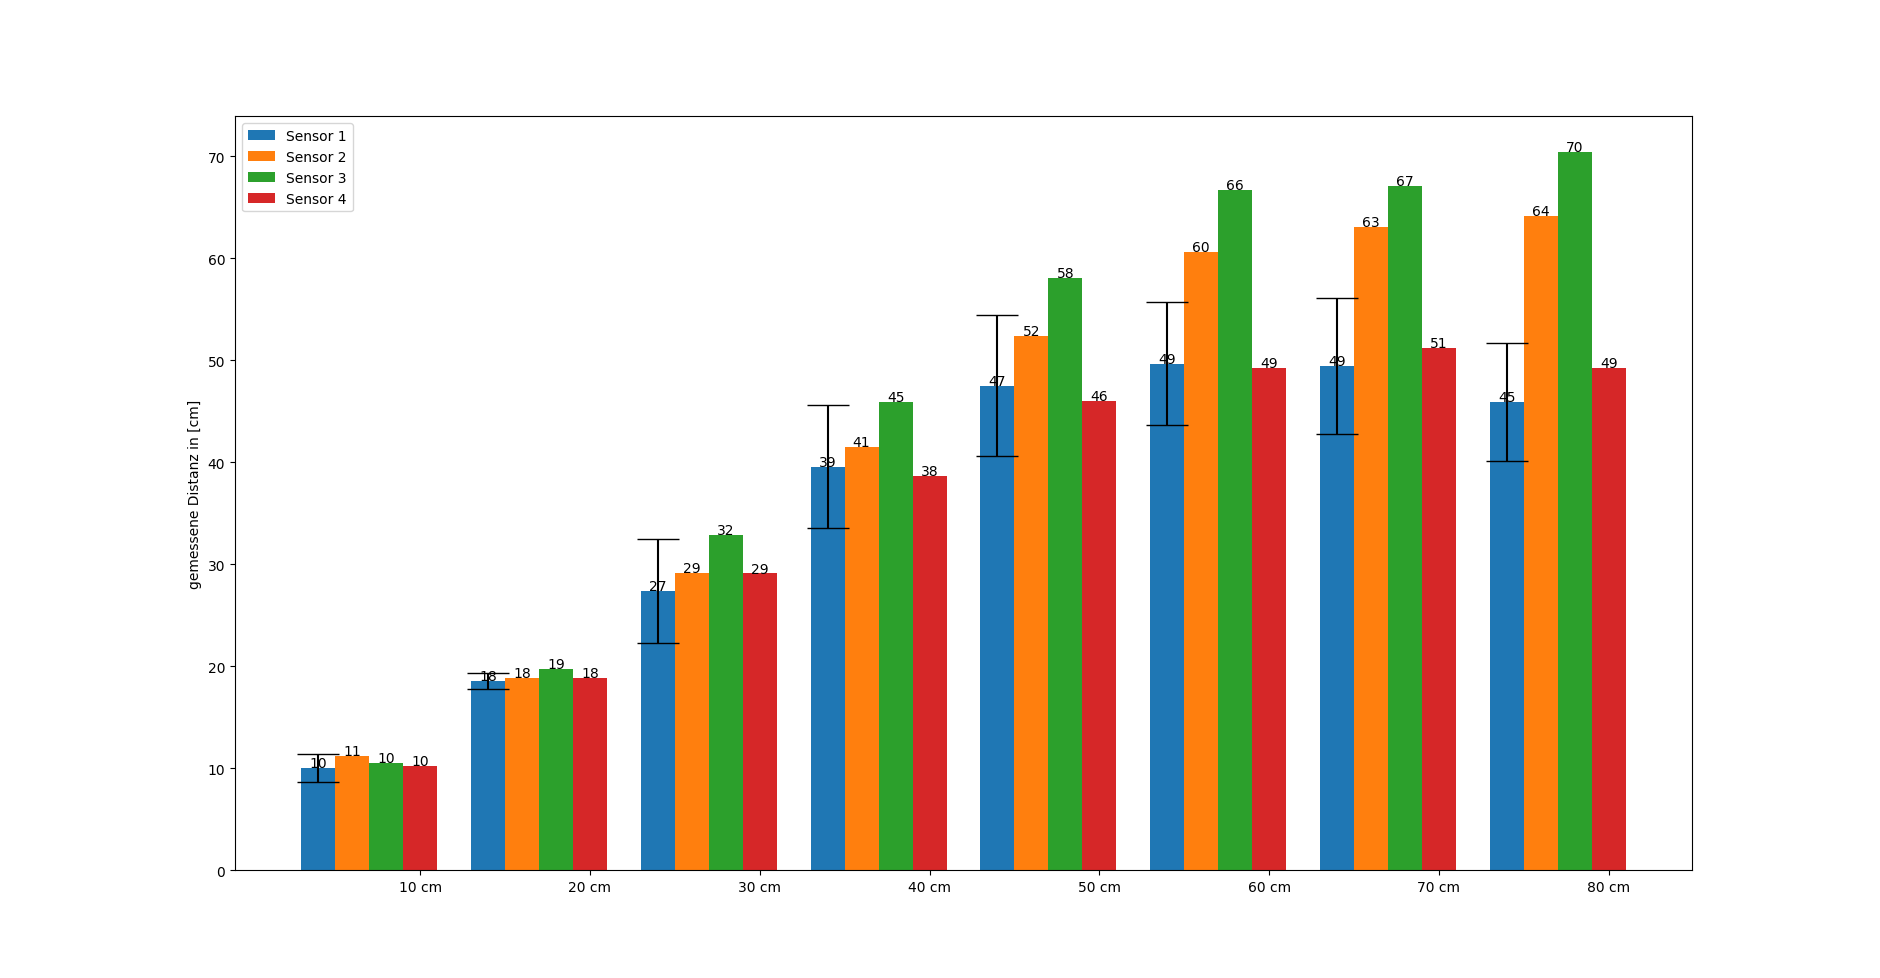 Sensor 1
Sensor 2
Sensor 3
Sensor 4
gemessene Distanz in [cm]
70
60
50
40
30
20
10
0
10 11 10 10
18 18 19 18
27 29 32 29
39 41 45 38
47 52 58 46
49 60 66 49
49 63 67 51
45 64 70 49
10 cm 20 cm 30 cm 40 cm 50 cm 60 cm 70 cm 80 cm